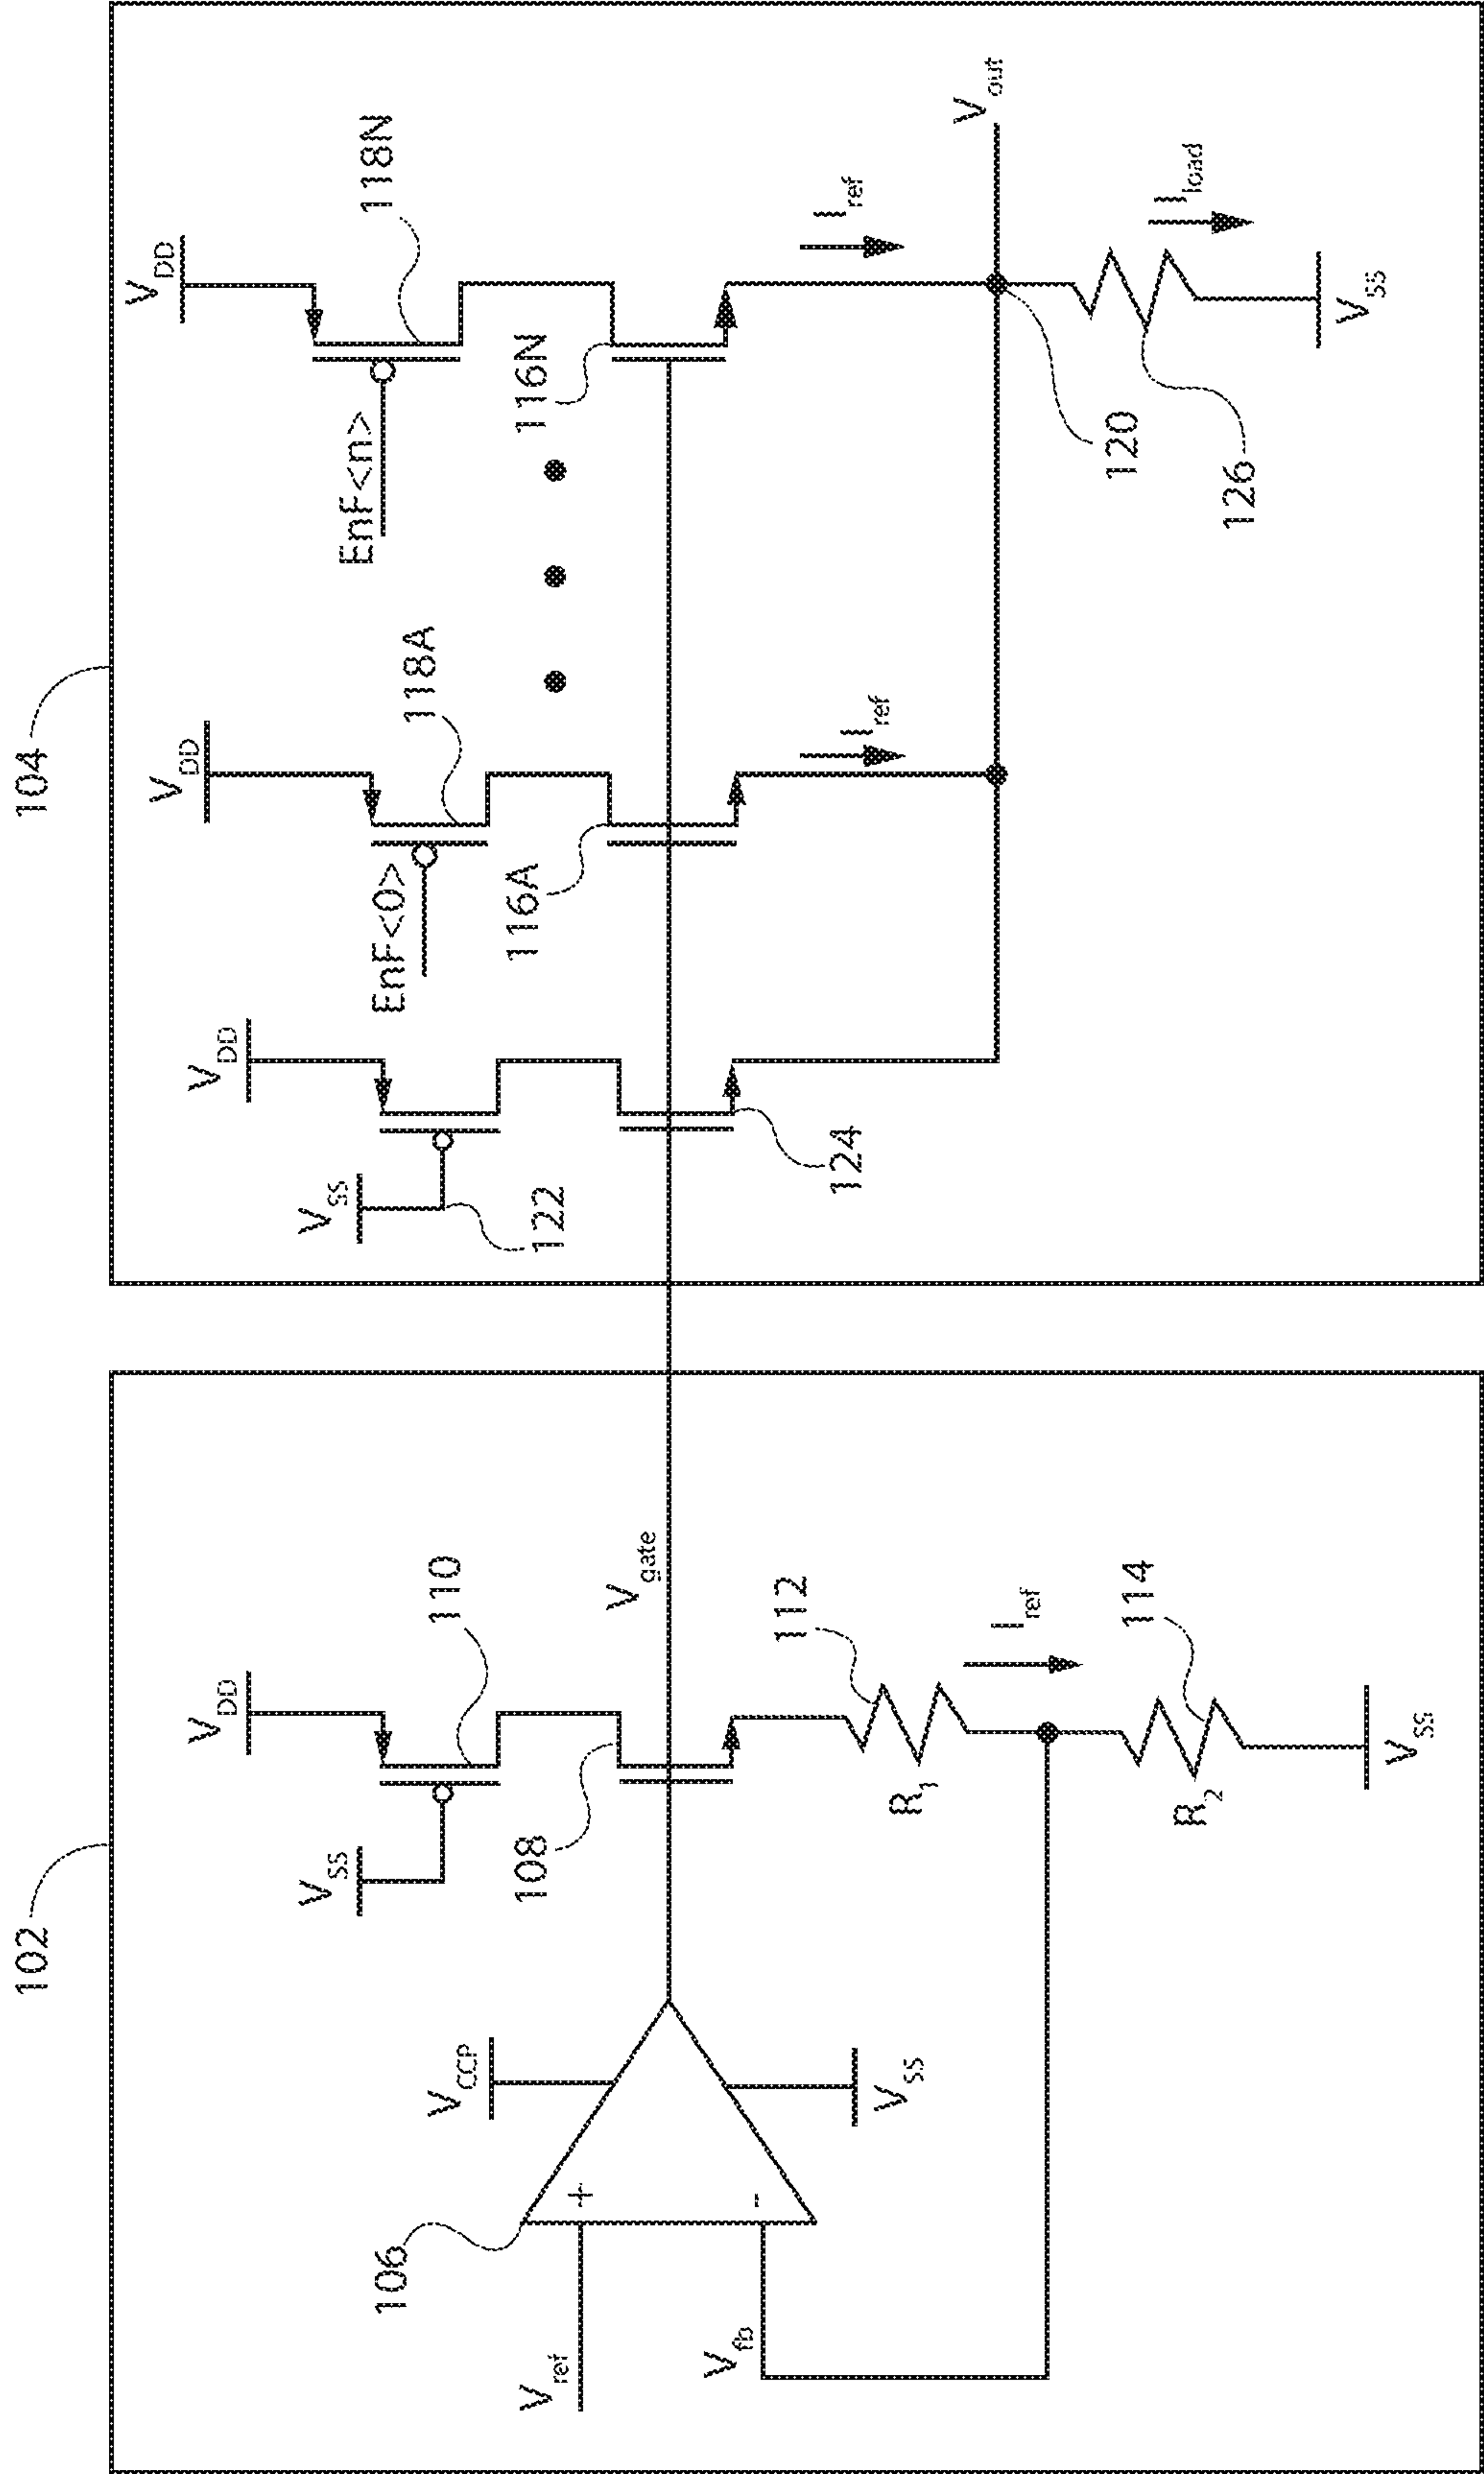 102
104
V_DD
V_SS
110
106
V_CCP
108
V_gate
V_ref
+
-
V_fb
V_SS
112
R_1
I_ref
114
R_2
V_SS
V_DD
V_SS
122
124
V_DD
EnF<0>
118A
116A
I_ref
V_DD
EnF<n>
118N
116N
I_ref
V_out
120
126
I_load
V_SS